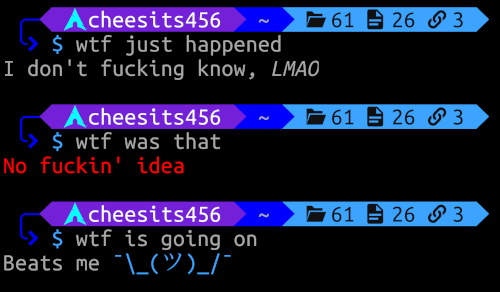 cheesits456 ~ 61 26 3
$ wtf just happened
I don't fucking know, LMAO
cheesits456 ~ 61 26 3
$ wtf was that
No fuckin' idea
cheesits456 ~ 61 26 3
$ wtf is going on
Beats me ¯\_(ツ)_/¯